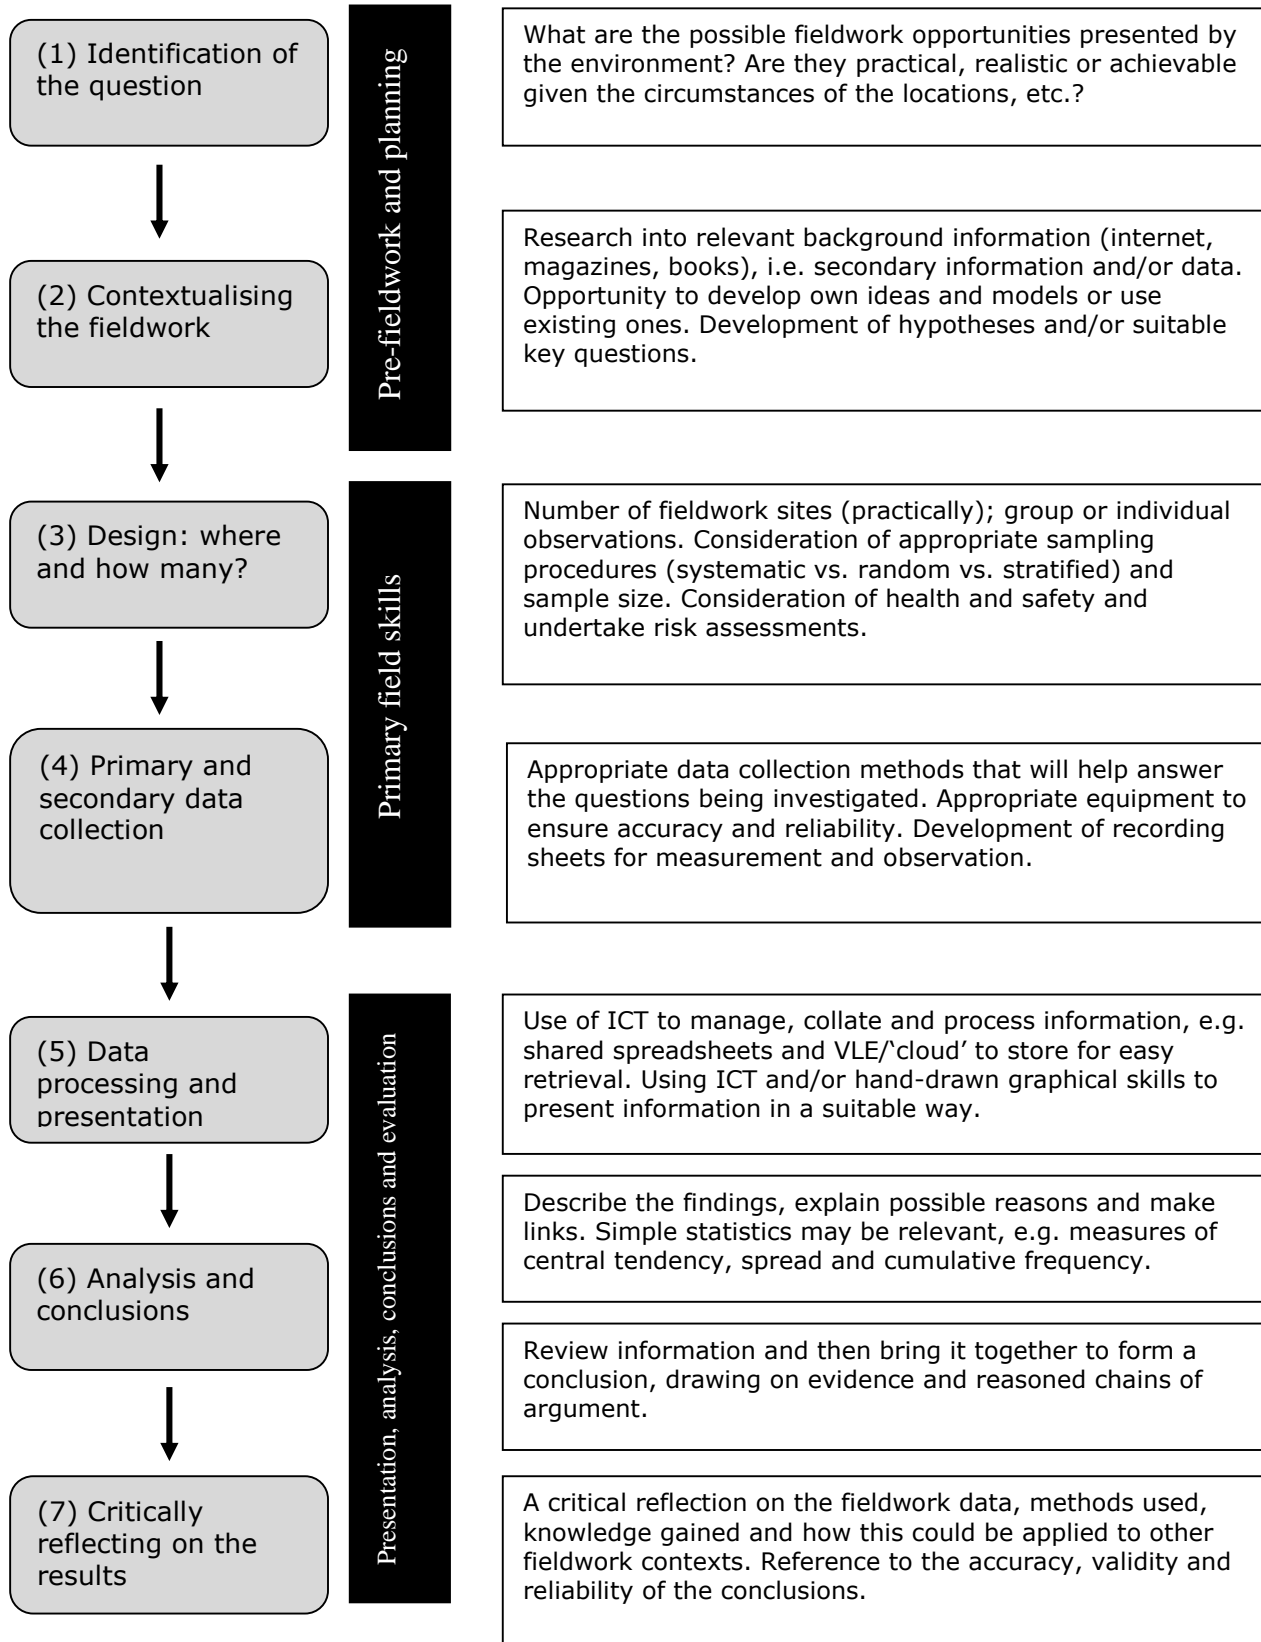 (1) Identification of
the question
Pre-fieldwork and planning
What are the possible fieldwork opportunities presented by
the environment? Are they practical, realistic or achievable
given the circumstances of the locations, etc.?
(2) Contextualising
the fieldwork
Research into relevant background information (internet,
magazines, books), i.e. secondary information and/or data.
Opportunity to develop own ideas and models or use
existing ones. Development of hypotheses and/or suitable
key questions.
(3) Design: where
and how many?
Primary field skills
Number of fieldwork sites (practically); group or individual
observations. Consideration of appropriate sampling
procedures (systematic vs. random vs. stratified) and
sample size. Consideration of health and safety and
undertake risk assessments.
(4) Primary and
secondary data
collection
Appropriate data collection methods that will help answer
the questions being investigated. Appropriate equipment to
ensure accuracy and reliability. Development of recording
sheets for measurement and observation.
(5) Data
processing and
presentation
Presentation, analysis, conclusions and evaluation
Use of ICT to manage, collate and process information, e.g.
shared spreadsheets and VLE/‘cloud’ to store for easy
retrieval. Using ICT and/or hand-drawn graphical skills to
present information in a suitable way.
(6) Analysis and
conclusions
Describe the findings, explain possible reasons and make
links. Simple statistics may be relevant, e.g. measures of
central tendency, spread and cumulative frequency.
Review information and then bring it together to form a
conclusion, drawing on evidence and reasoned chains of
argument.
(7) Critically
reflecting on the
results
A critical reflection on the fieldwork data, methods used,
knowledge gained and how this could be applied to other
fieldwork contexts. Reference to the accuracy, validity and
reliability of the conclusions.